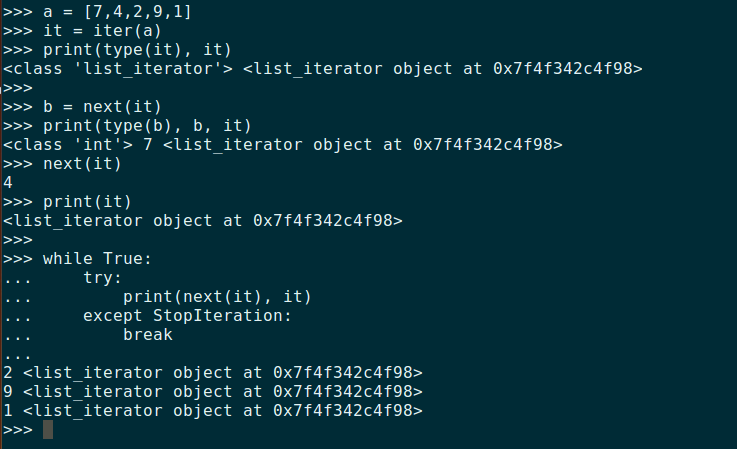 >>> a = [7,4,2,9,1]
>>> it = iter(a)
>>> print(type(it), it)
<class 'list_iterator'> <list_iterator object at 0x7f4f342c4f98>
>>>
>>> b = next(it)
>>> print(type(b), b, it)
<class 'int'> 7 <list_iterator object at 0x7f4f342c4f98>
>>> next(it)
4
>>> print(it)
<list_iterator object at 0x7f4f342c4f98>
>>>
>>> while True:
...     try:
...         print(next(it), it)
...     except StopIteration:
...         break
...
2 <list_iterator object at 0x7f4f342c4f98>
9 <list_iterator object at 0x7f4f342c4f98>
1 <list_iterator object at 0x7f4f342c4f98>
>>>